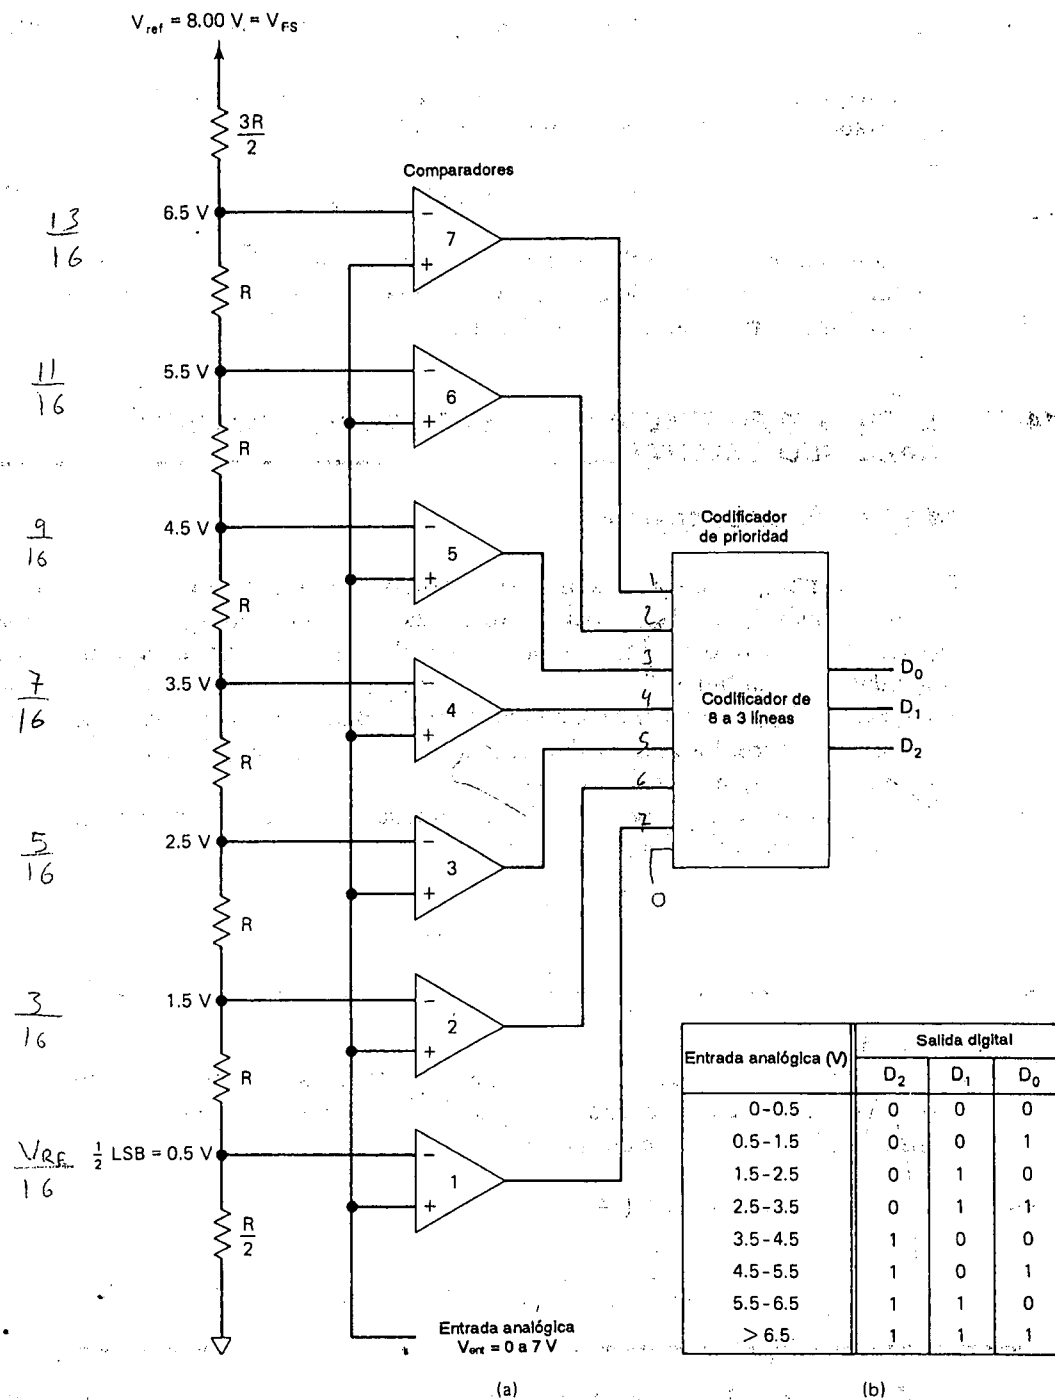 V_ref = 8.00 V = V_FS
3R
2
Comparadores
13
16
6.5 V
−
7
+
R
11
16
5.5 V
−
6
+
R
9
16
4.5 V
−
5
+
R
Codificador
de prioridad
1
2
3
4
5
6
7
0
Codificador de
8 a 3 líneas
D0
D1
D2
7
16
3.5 V
−
4
+
R
5
16
2.5 V
−
3
+
R
3
16
1.5 V
−
2
+
R
VRF
16
1/2 LSB = 0.5 V
−
1
+
R
2
Entrada analógica
V_ent = 0 a 7 V
(a)
Entrada analógica (V) Salida digital
D2 D1 D0
0-0.5 0 0 0
0.5-1.5 0 0 1
1.5-2.5 0 1 0
2.5-3.5 0 1 1
3.5-4.5 1 0 0
4.5-5.5 1 0 1
5.5-6.5 1 1 0
> 6.5 1 1 1
(b)